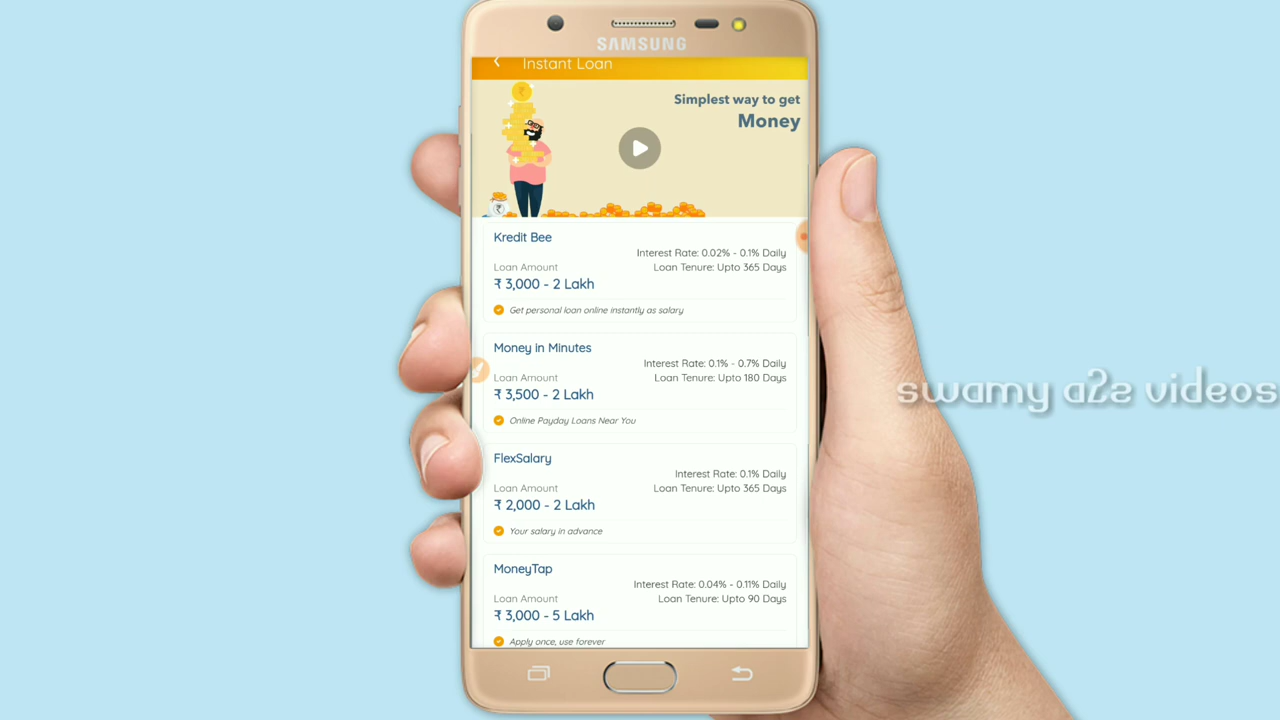 SAMSUNG
Instant Loan
Simplest way to get
Money
Kredit Bee
Interest Rate: 0.02% - 0.1% Daily
Loan Amount
Loan Tenure: Upto 365 Days
₹ 3,000 - 2 Lakh
Get personal loan online instantly as salary
Money in Minutes
Interest Rate: 0.1% - 0.7% Daily
Loan Amount
Loan Tenure: Upto 180 Days
₹ 3,500 - 2 Lakh
Online Payday Loans Near You
FlexSalary
Interest Rate: 0.1% Daily
Loan Amount
Loan Tenure: Upto 365 Days
₹ 2,000 - 2 Lakh
Your salary in advance
MoneyTap
Interest Rate: 0.04% - 0.11% Daily
Loan Amount
Loan Tenure: Upto 90 Days
₹ 3,000 - 5 Lakh
Apply once, use forever
swamy a2e videos